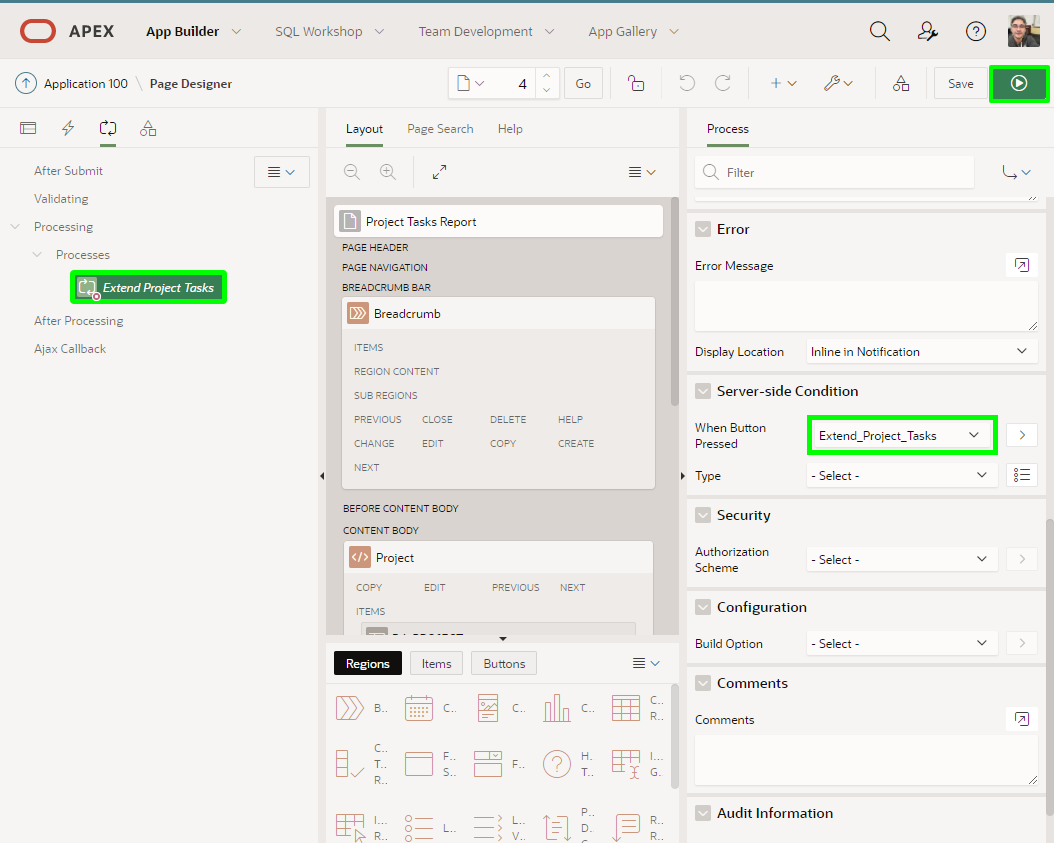 APEX App Builder SQL Workshop Team Development App Gallery
Application 100 \ Page Designer 4 Go Save
Layout Page Search Help
Process
After Submit
Validating
Processing
Processes
Extend Project Tasks
After Processing
Ajax Callback
Project Tasks Report
PAGE HEADER
PAGE NAVIGATION
BREADCRUMB BAR
Breadcrumb
ITEMS
REGION CONTENT
SUB REGIONS
PREVIOUS CLOSE DELETE HELP
CHANGE EDIT COPY CREATE
NEXT
BEFORE CONTENT BODY
CONTENT BODY
Project
COPY EDIT PREVIOUS NEXT
ITEMS
Regions Items Buttons
B.. C.. C.. C.. C..
R..
C.. F.. F.. H. I...
T.. S.. T.. G.
R..
I... L.. L.. P.. R..
R.. V.. D.. R..
Filter
Error
Error Message
Display Location Inline in Notification
Server-side Condition
When Button
Pressed
Extend_Project_Tasks
Type - Select -
Security
Authorization
Scheme
- Select -
Configuration
Build Option - Select -
Comments
Comments
Audit Information